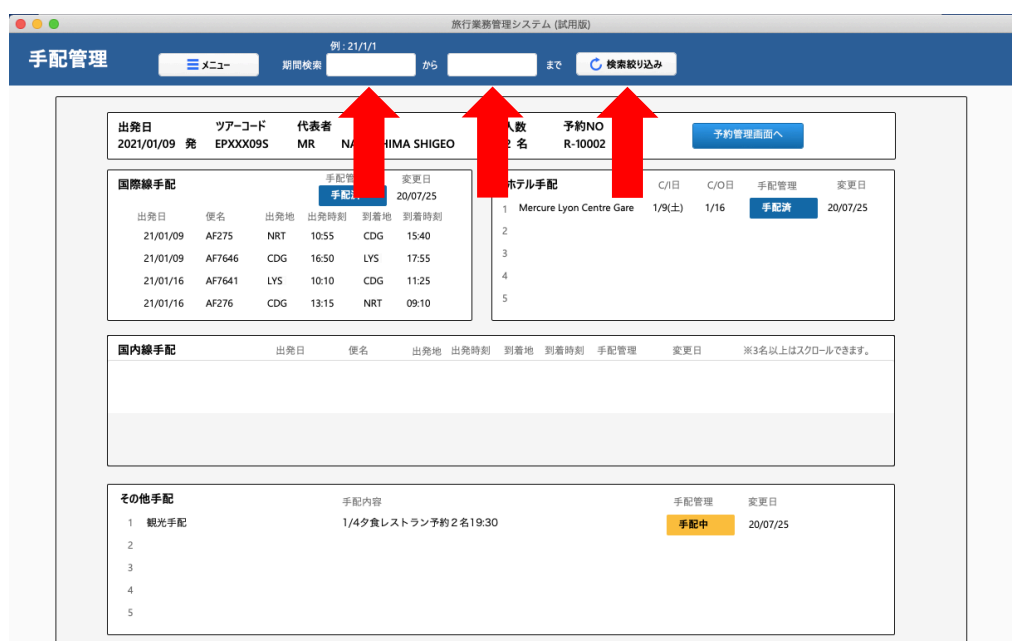 旅行業務管理システム (試用版)
例 : 21/1/1
手配管理 メニュー 期間検索 から まで 検索絞り込み
出発日 ツアーコード 代表者 人数 予約NO
2021/01/09 発 EPXXX09S MR SHIGEO 名 R-10002 予約管理画面へ
国際線手配 変更日
手配済 20/07/25
出発日 便名 出発地 出発時刻 到着地 到着時刻
21/01/09 AF275 NRT 10:55 CDG 15:40
21/01/09 AF7646 CDG 16:50 LYS 17:55
21/01/16 AF7641 LYS 10:10 CDG 11:25
21/01/16 AF276 CDG 13:15 NRT 09:10
ホテル手配 C/I日 C/O日 手配管理 変更日
1 Mercure Lyon Centre Gare 1/9(土) 1/16 手配済 20/07/25
2
3
4
5
国内線手配 出発日 便名 出発地 出発時刻 到着地 到着時刻 手配管理 変更日 ※3名以上はスクロールできます。
その他手配 手配内容 手配管理 変更日
1 観光手配 1/4夕食レストラン予約2名19:30 手配中 20/07/25
2
3
4
5